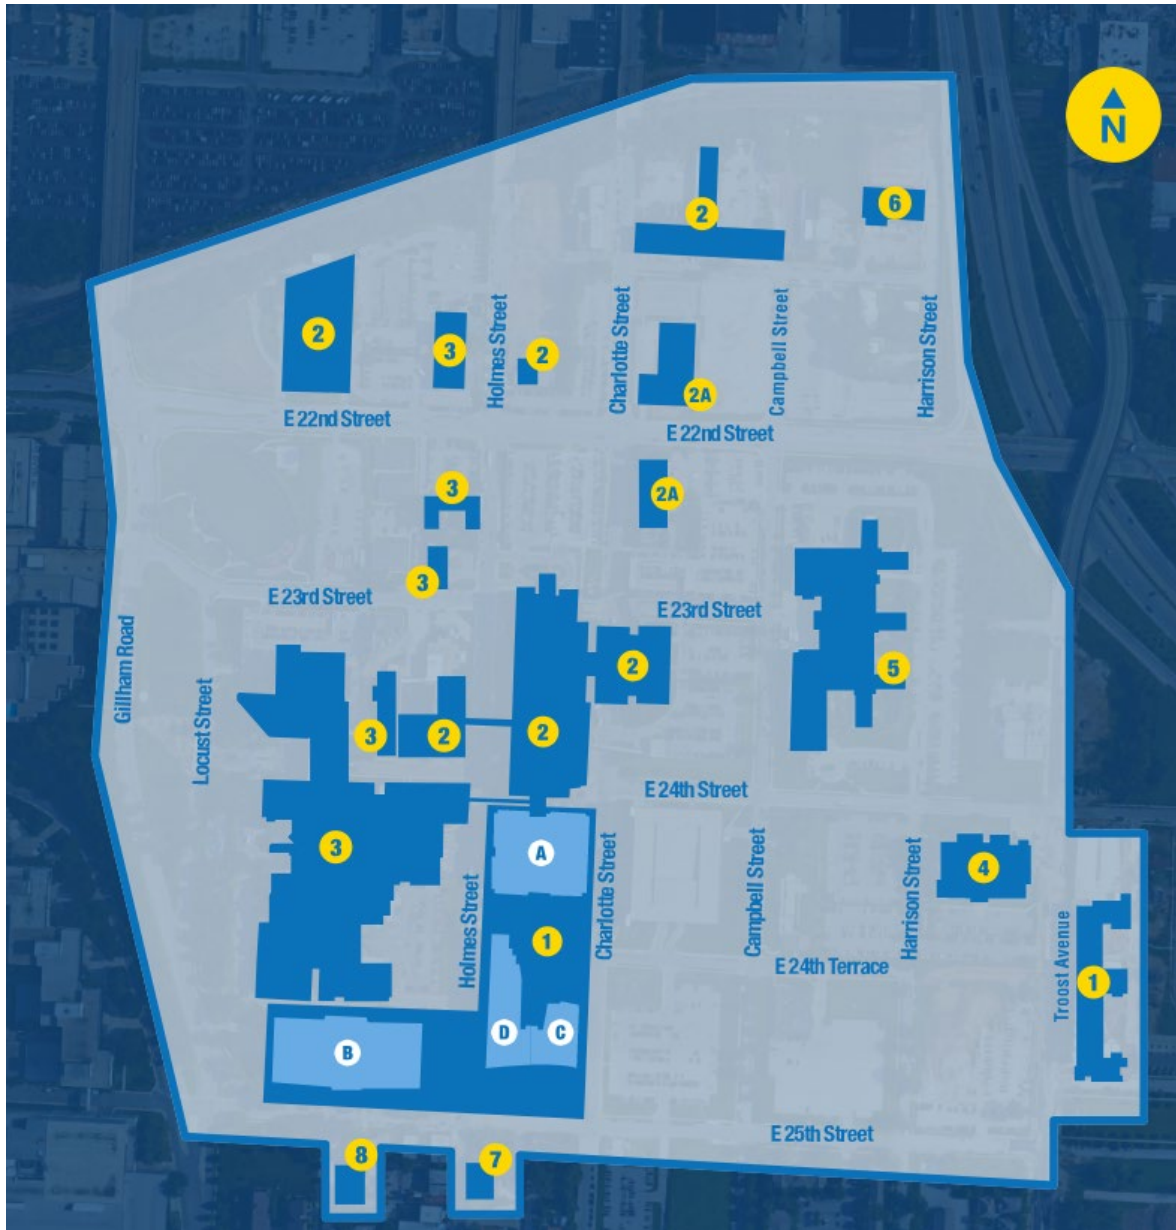 N
6
2
2
3
Holmes Street
2
Charlotte Street
Campbell Street
Harrison Street
2A
E 22nd Street
E 22nd Street
3
2A
3
E 23rd Street
E 23rd Street
Gillham Road
Locust Street
2
5
3
2
2
E 24th Street
3
A
Holmes Street
Charlotte Street
Campbell Street
Harrison Street
4
1
E 24th Terrace
Troost Avenue
1
D
C
B
E 25th Street
8
7